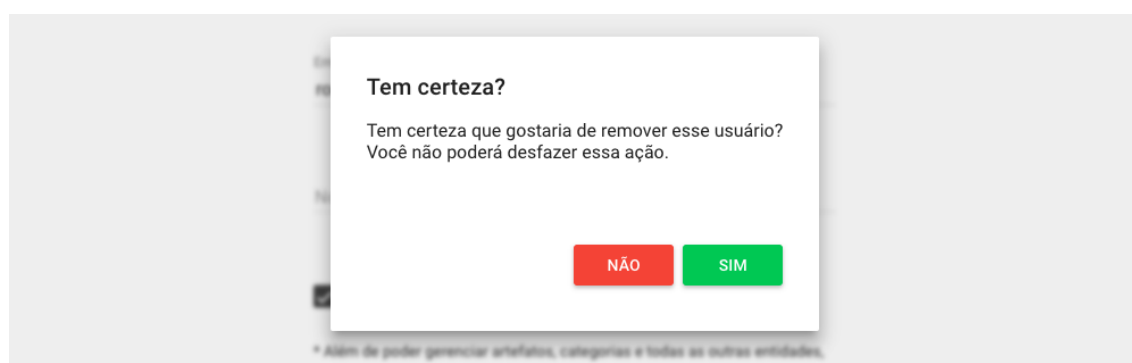 Tem certeza?
Tem certeza que gostaria de remover esse usuário?
Você não poderá desfazer essa ação.
NÃO
SIM
* Além de poder gerenciar artefatos, categorias e todas as outras entidades,